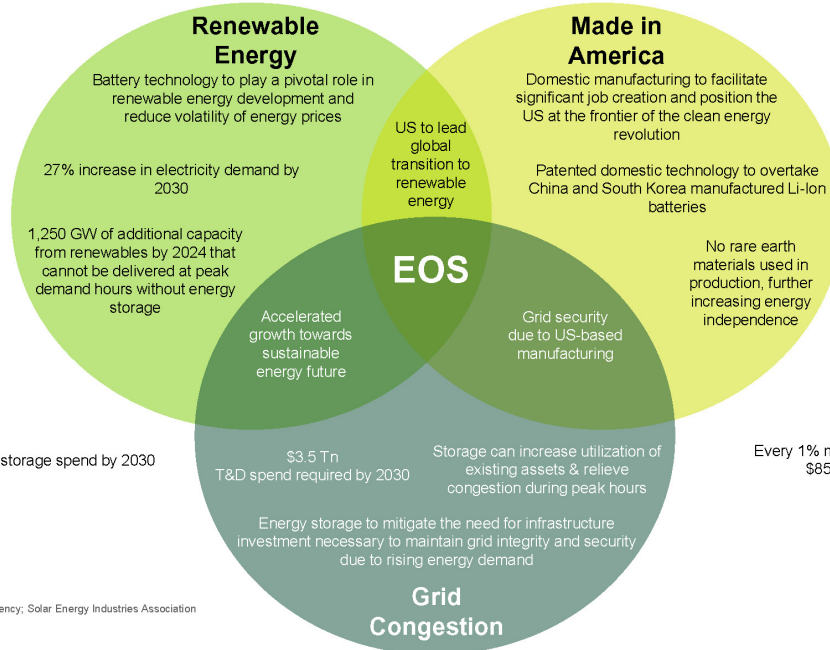 Renewable
Energy
Battery technology to play a pivotal role in
renewable energy development and
reduce volatility of energy prices
27% increase in electricity demand by
2030
1,250 GW of additional capacity
from renewables by 2024 that
cannot be delivered at peak
demand hours without energy
storage
US to lead
global
transition to
renewable
energy
Made in
America
Domestic manufacturing to facilitate
significant job creation and position the
US at the frontier of the clean energy
revolution
Patented domestic technology to overtake
China and South Korea manufactured Li-Ion
batteries
No rare earth
materials used in
production, further
increasing energy
independence
EOS
Accelerated
growth towards
sustainable
energy future
Grid security
due to US-based
manufacturing
storage spend by 2030
$3.5 Tn
T&D spend required by 2030
Storage can increase utilization of
existing assets & relieve
congestion during peak hours
Every 1%
$85
Energy storage to mitigate the need for infrastructure
investment necessary to maintain grid integrity and security
due to rising energy demand
Grid
Congestion
ency; Solar Energy Industries Association